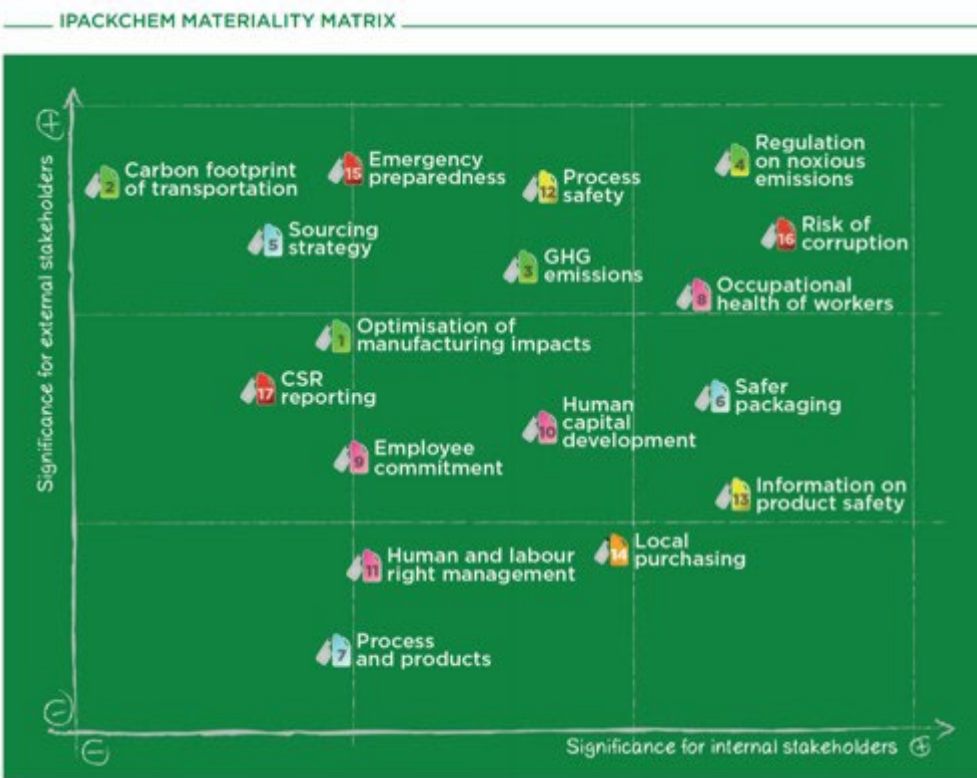 IPACKCHEM MATERIALITY MATRIX
+
Significance for external stakeholders
2 Carbon footprint
of transportation
15 Emergency
preparedness
12 Process
safety
4 Regulation
on noxious
emissions
5 Sourcing
strategy
16 Risk of
corruption
3 GHG
emissions
8 Occupational
health of workers
1 Optimisation of
manufacturing impacts
17 CSR
reporting
6 Safer
packaging
10 Human
capital
development
9 Employee
commitment
13 Information on
product safety
14 Local
purchasing
11 Human and labour
right management
7 Process
and products
−
−
Significance for internal stakeholders +